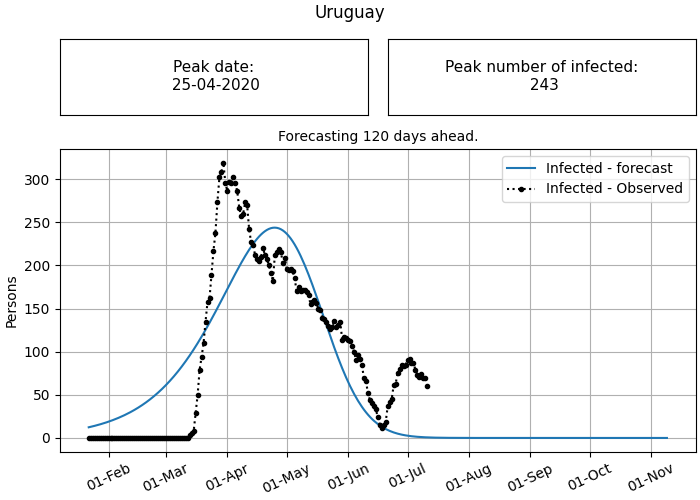 Uruguay
Peak date:
25-04-2020
Peak number of infected:
243
Forecasting 120 days ahead.
Infected - forecast
Infected - Observed
Persons
300
250
200
150
100
50
0
01-Feb
01-Mar
01-Apr
01-May
01-Jun
01-Jul
01-Aug
01-Sep
01-Oct
01-Nov